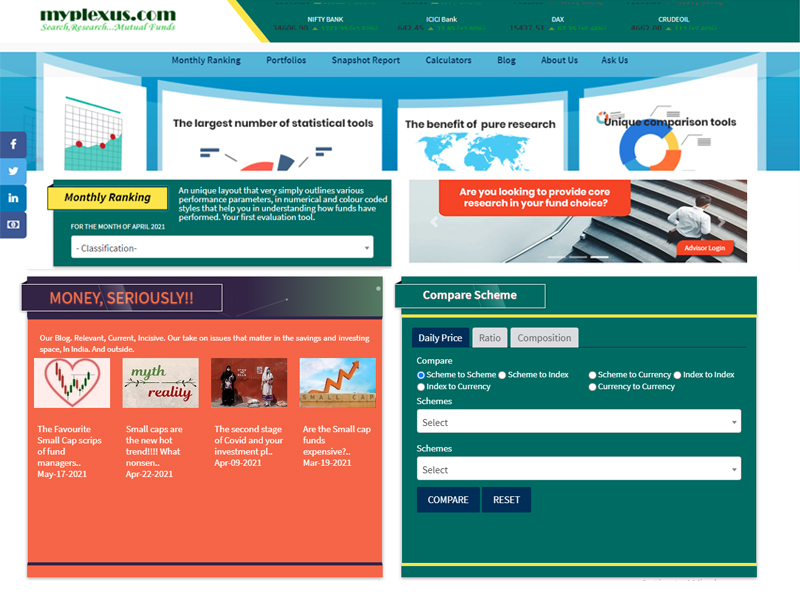 myplexus.com
Search,Research...Mutual Funds
NIFTY BANK
ICICI Bank
DAX
CRUDEOIL
Monthly Ranking
Portfolios
Snapshot Report
Calculators
Blog
About Us
Ask Us
The largest number of statistical tools
The benefit of pure research
Unique comparison tools
Monthly Ranking
An unique layout that very simply outlines various
performance parameters, in numerical and colour coded
styles that help you in understanding how funds have
performed. Your first evaluation tool.
FOR THE MONTH OF APRIL 2021
- Classification-
Are you looking to provide core
research in your fund choice?
Advisor Login
MONEY, SERIOUSLY!!
Our Blog. Relevant, Current, Incisive. Our take on issues that matter in the savings and investing
space, In India. And outside.
myth
reality
SMALL CAP
The Favourite
Small Cap scrips
of fund
managers..
May-17-2021
Small caps are
the new hot
trend!!!! What
nonsen..
Apr-22-2021
The second stage
of Covid and your
investment pl..
Apr-09-2021
Are the Small cap
funds
expensive?..
Mar-19-2021
Compare Scheme
Daily Price
Ratio
Composition
Compare
Scheme to Scheme
Scheme to Index
Scheme to Currency
Index to Index
Index to Currency
Currency to Currency
Schemes
Select
Schemes
Select
COMPARE
RESET